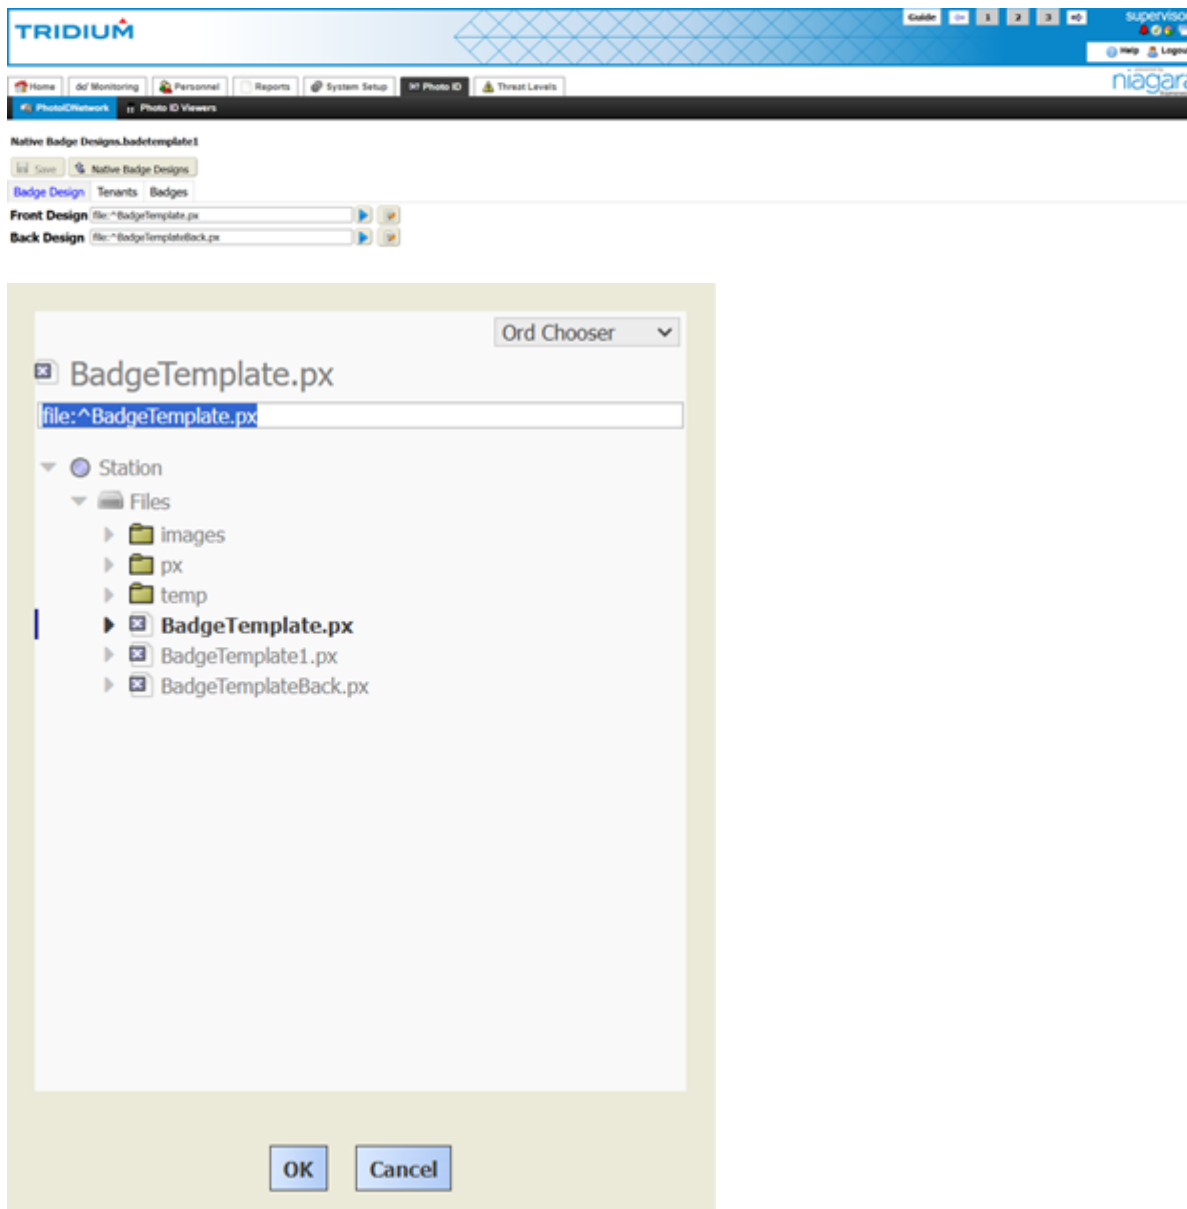 TRIDIUM
Guide 1 2 3 supervisor
Help Logou
Home Monitoring Personnel Reports System Setup Photo ID Threat Levels
niagara
PhotoIDNetwork Photo ID Viewers
Native Badge Designs.badetemplate1
Save Native Badge Designs
Badge Design Tenants Badges
Front Design file:^BadgeTemplate.px
Back Design file:^BadgeTemplateBack.px
Ord Chooser
BadgeTemplate.px
file:^BadgeTemplate.px
Station
Files
images
px
temp
BadgeTemplate.px
BadgeTemplate1.px
BadgeTemplateBack.px
OK Cancel